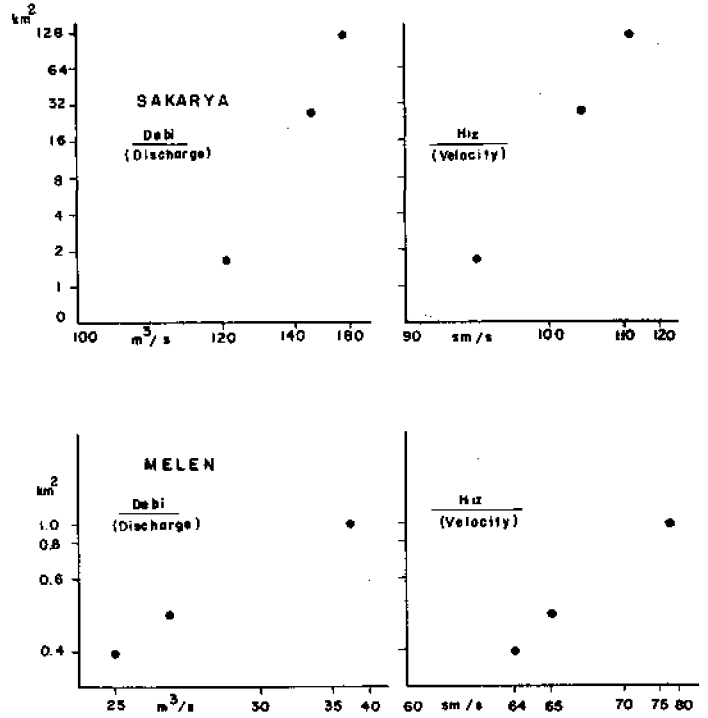 km²
128
64
32
16
8
4
2
1
0
SAKARYA
Debi
(Discharge)
100 120 140 160
m³/s
Hız
(Velocity)
90 100 110 120
sm/s
MELEN
km²
1.0
0.8
0.6
0.4
Debi
(Discharge)
25 30 35 40
m³/s
Hız
(Velocity)
60 64 65 70 75 80
sm/s